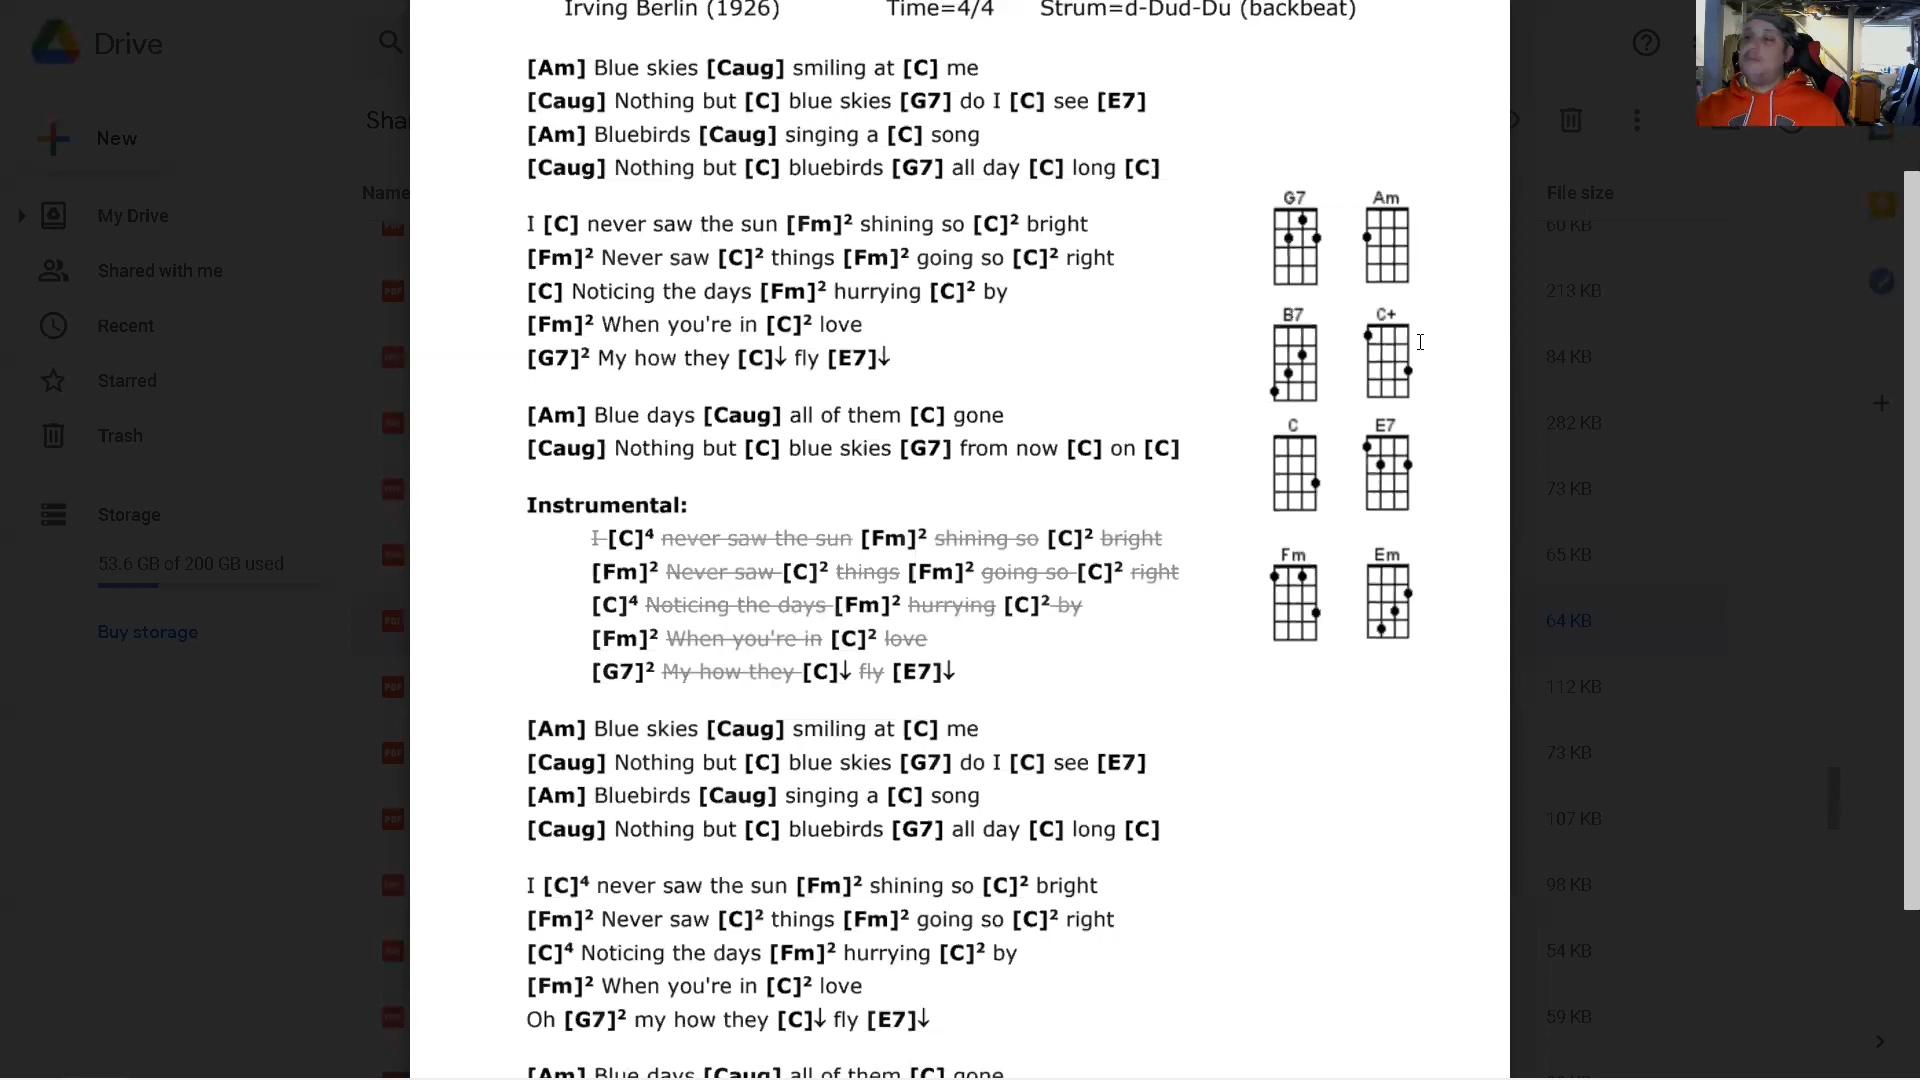 Irving Berlin (1926) Time=4/4 Strum=d-Dud-Du (backbeat)
Drive
New
My Drive
Shared with me
Recent
Starred
Trash
Storage
53.6 GB of 200 GB used
Buy storage
Name
[Am] Blue skies [Caug] smiling at [C] me
[Caug] Nothing but [C] blue skies [G7] do I [C] see [E7]
[Am] Bluebirds [Caug] singing a [C] song
[Caug] Nothing but [C] bluebirds [G7] all day [C] long [C]
I [C] never saw the sun [Fm]² shining so [C]² bright
[Fm]² Never saw [C]² things [Fm]² going so [C]² right
[C] Noticing the days [Fm]² hurrying [C]² by
[Fm]² When you're in [C]² love
[G7]² My how they [C]↓ fly [E7]↓
[Am] Blue days [Caug] all of them [C] gone
[Caug] Nothing but [C] blue skies [G7] from now [C] on [C]
Instrumental:
I [C]⁴ never saw the sun [Fm]² shining so [C]² bright
[Fm]² Never saw [C]² things [Fm]² going so [C]² right
[C]⁴ Noticing the days [Fm]² hurrying [C]² by
[Fm]² When you're in [C]² love
[G7]² My how they [C]↓ fly [E7]↓
[Am] Blue skies [Caug] smiling at [C] me
[Caug] Nothing but [C] blue skies [G7] do I [C] see [E7]
[Am] Bluebirds [Caug] singing a [C] song
[Caug] Nothing but [C] bluebirds [G7] all day [C] long [C]
I [C]⁴ never saw the sun [Fm]² shining so [C]² bright
[Fm]² Never saw [C]² things [Fm]² going so [C]² right
[C]⁴ Noticing the days [Fm]² hurrying [C]² by
[Fm]² When you're in [C]² love
Oh [G7]² my how they [C]↓ fly [E7]↓
[Am] Blue days [Caug] all of them [C] gone
G7 Am
B7 C+
C E7
Fm Em
File size
60 KB
213 KB
84 KB
282 KB
73 KB
65 KB
64 KB
112 KB
73 KB
107 KB
98 KB
54 KB
59 KB